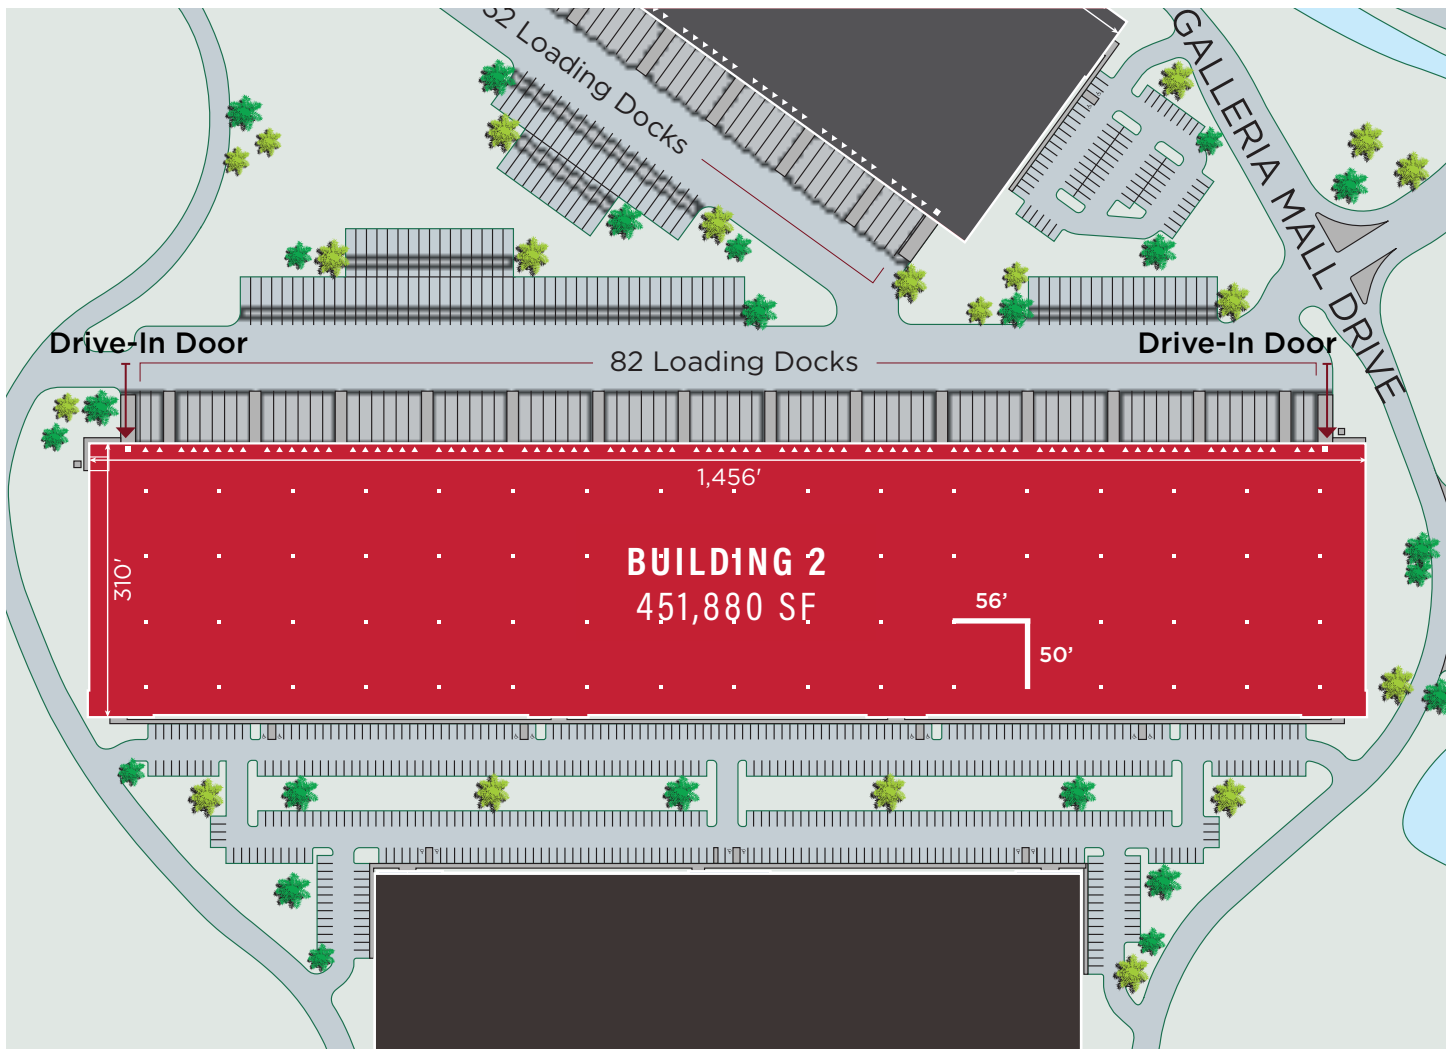 52 Loading Docks
GALLERIA MALL DRIVE
Drive-In Door
82 Loading Docks
Drive-In Door
1,456'
310'
BUILDING 2
451,880 SF
56’
50’